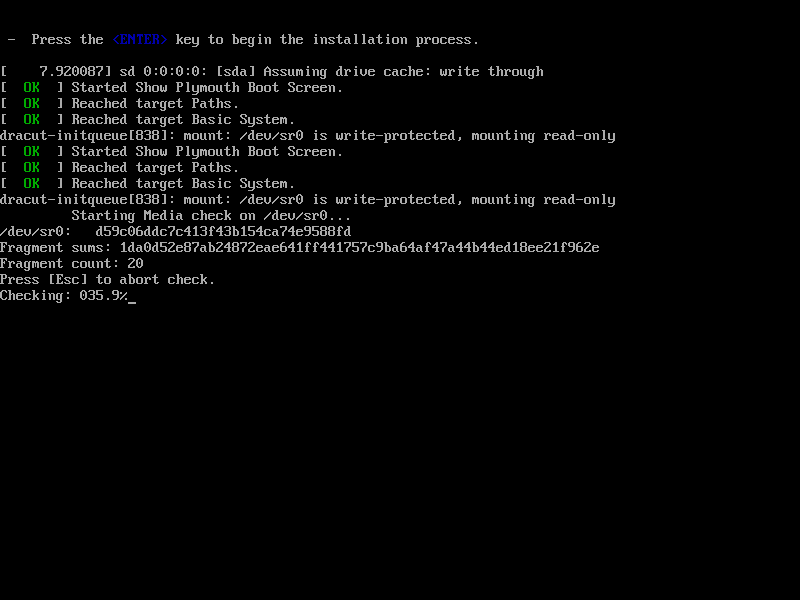 -  Press the <ENTER> key to begin the installation process.
[    7.920087] sd 0:0:0:0: [sda] Assuming drive cache: write through
[  OK  ] Started Show Plymouth Boot Screen.
[  OK  ] Reached target Paths.
[  OK  ] Reached target Basic System.
dracut-initqueue[838]: mount: /dev/sr0 is write-protected, mounting read-only
[  OK  ] Started Show Plymouth Boot Screen.
[  OK  ] Reached target Paths.
[  OK  ] Reached target Basic System.
dracut-initqueue[838]: mount: /dev/sr0 is write-protected, mounting read-only
         Starting Media check on /dev/sr0...
/dev/sr0:   d59c06ddc7c413f43b154ca74e9588fd
Fragment sums: 1da0d52e87ab24872eae641ff441757c9ba64af47a44b44ed18ee21f962e
Fragment count: 20
Press [Esc] to abort check.
Checking: 035.9%_